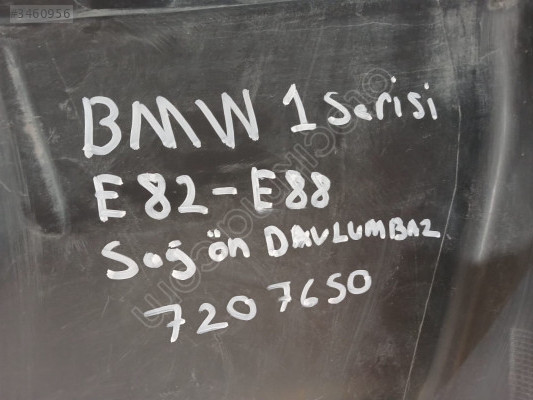 #3460956
BMW 1 Serisi
E82-E88
Sağ ön DAVLUMBAZ
7207650